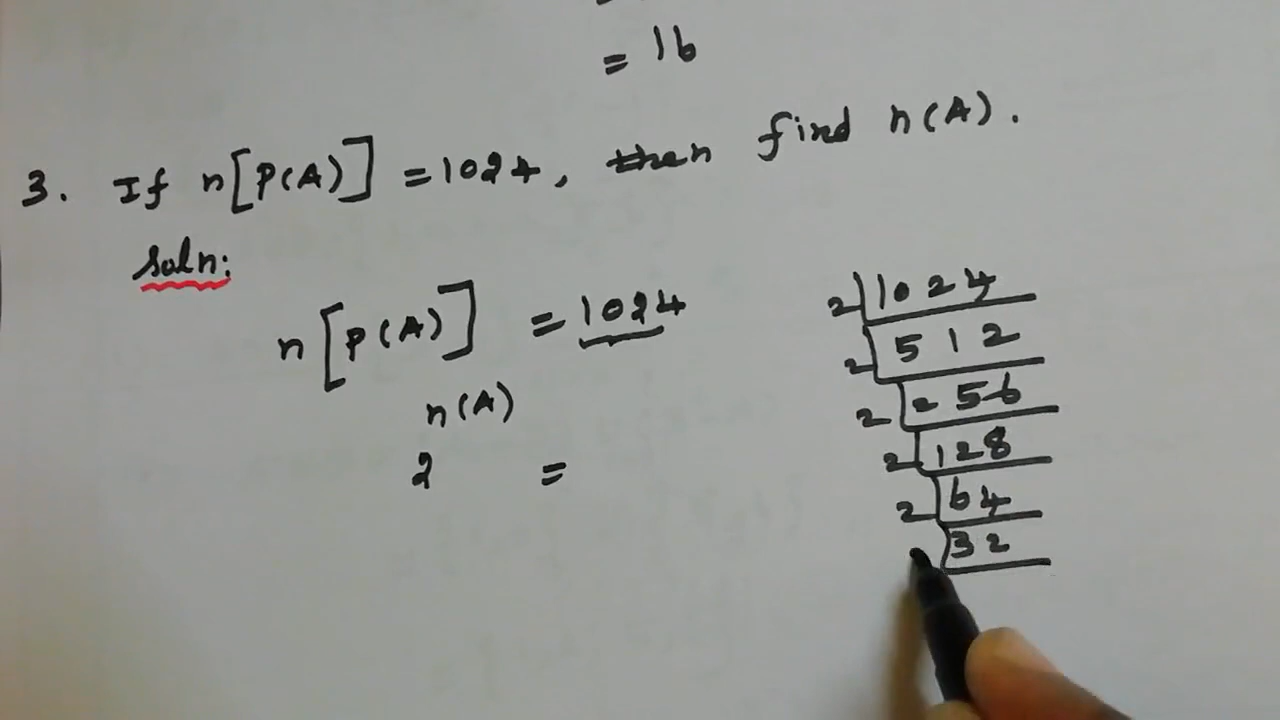 = 16
3. If n[P(A)] = 1024, then find n(A).
Soln:
n[P(A)] = 1024
n(A)
2 =
2 | 1024
2 | 512
2 | 256
2 | 128
2 | 64
32